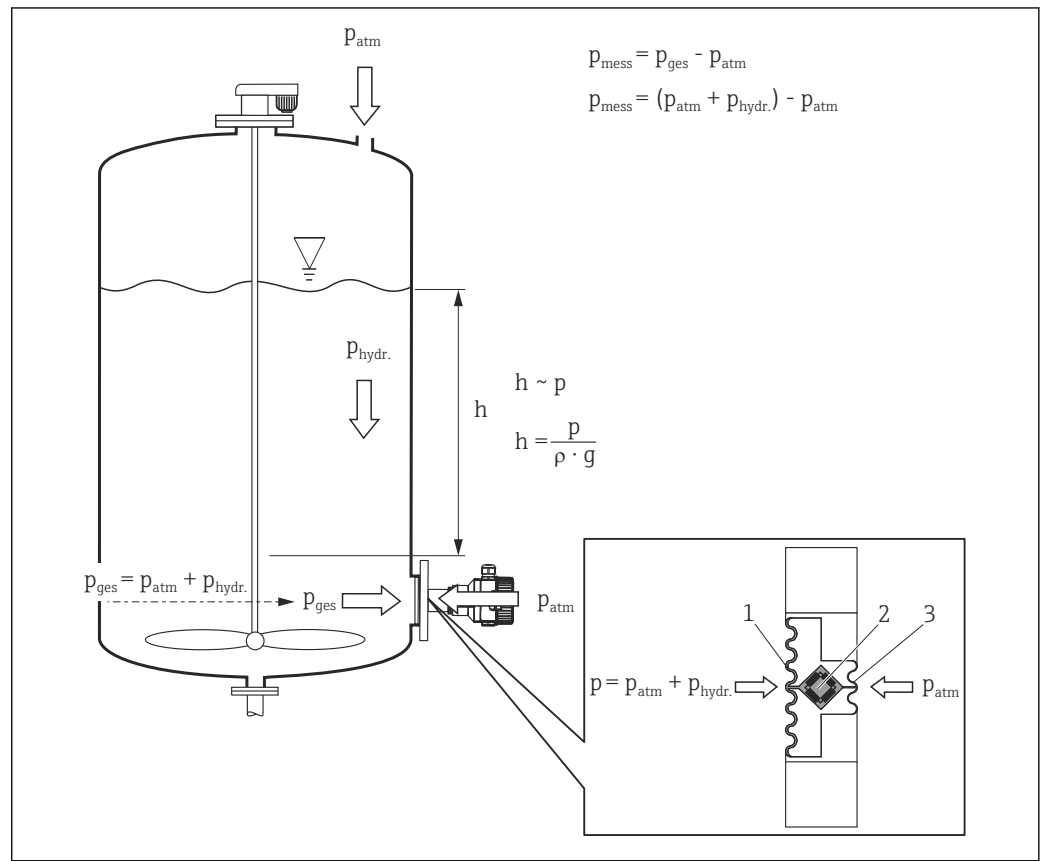 p_atm
p_mess = p_ges - p_atm
p_mess = (p_atm + p_hydr.) - p_atm
p_hydr.
h
h ~ p
h = p / ρ · g
p_ges = p_atm + p_hydr.
p_ges
p_atm
1
2
3
p = p_atm + p_hydr.
p_atm